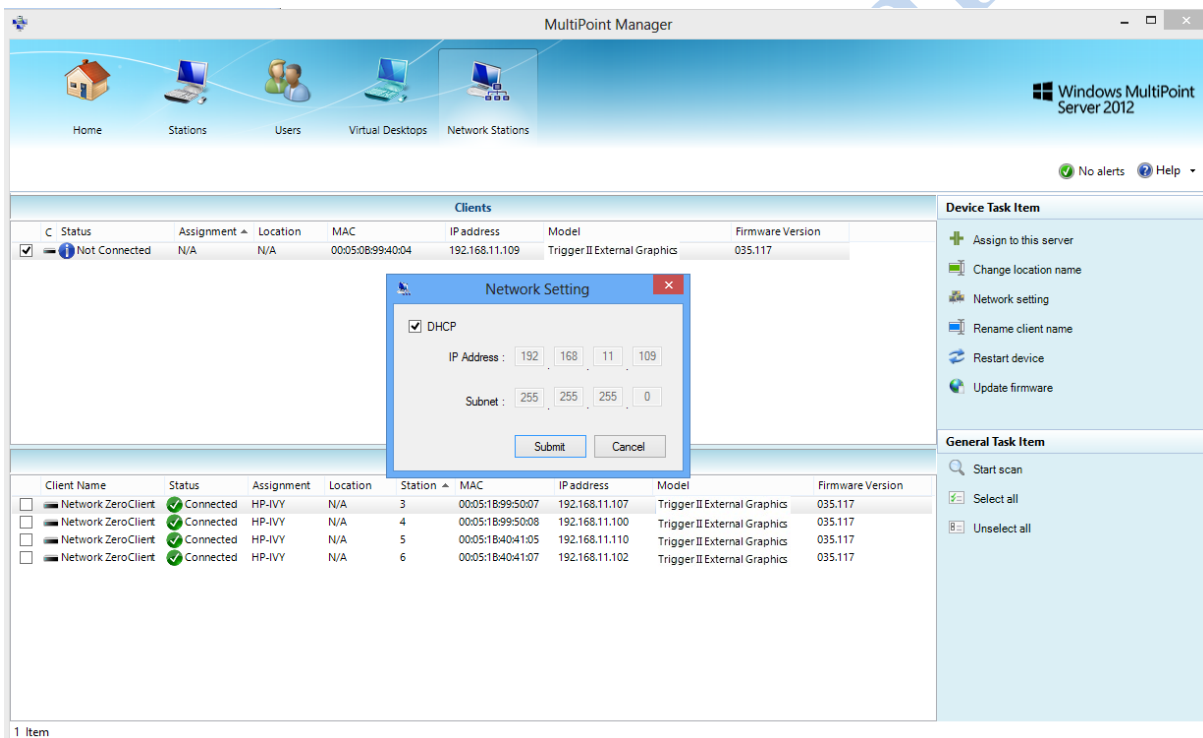 MultiPoint Manager
Home Stations Users Virtual Desktops Network Stations
Windows MultiPoint
Server 2012
No alerts Help
Clients
C Status Assignment Location MAC IPaddress Model Firmware Version
Not Connected N/A N/A 00:05:0B:99:40:04 192.168.11.109 Trigger II External Graphics 035.117
Network Setting
DHCP
IP Address : 192 . 168 . 11 . 109
Subnet : 255 . 255 . 255 . 0
Submit Cancel
Client Name Status Assignment Location Station MAC IPaddress Model Firmware Version
Network ZeroClient Connected HP-IVY N/A 3 00:05:1B:99:50:07 192.168.11.107 Trigger II External Graphics 035.117
Network ZeroClient Connected HP-IVY N/A 4 00:05:1B:99:50:08 192.168.11.100 Trigger II External Graphics 035.117
Network ZeroClient Connected HP-IVY N/A 5 00:05:1B:40:41:05 192.168.11.110 Trigger II External Graphics 035.117
Network ZeroClient Connected HP-IVY N/A 6 00:05:1B:40:41:07 192.168.11.102 Trigger II External Graphics 035.117
Device Task Item
Assign to this server
Change location name
Network setting
Rename client name
Restart device
Update firmware
General Task Item
Start scan
Select all
Unselect all
1 Item